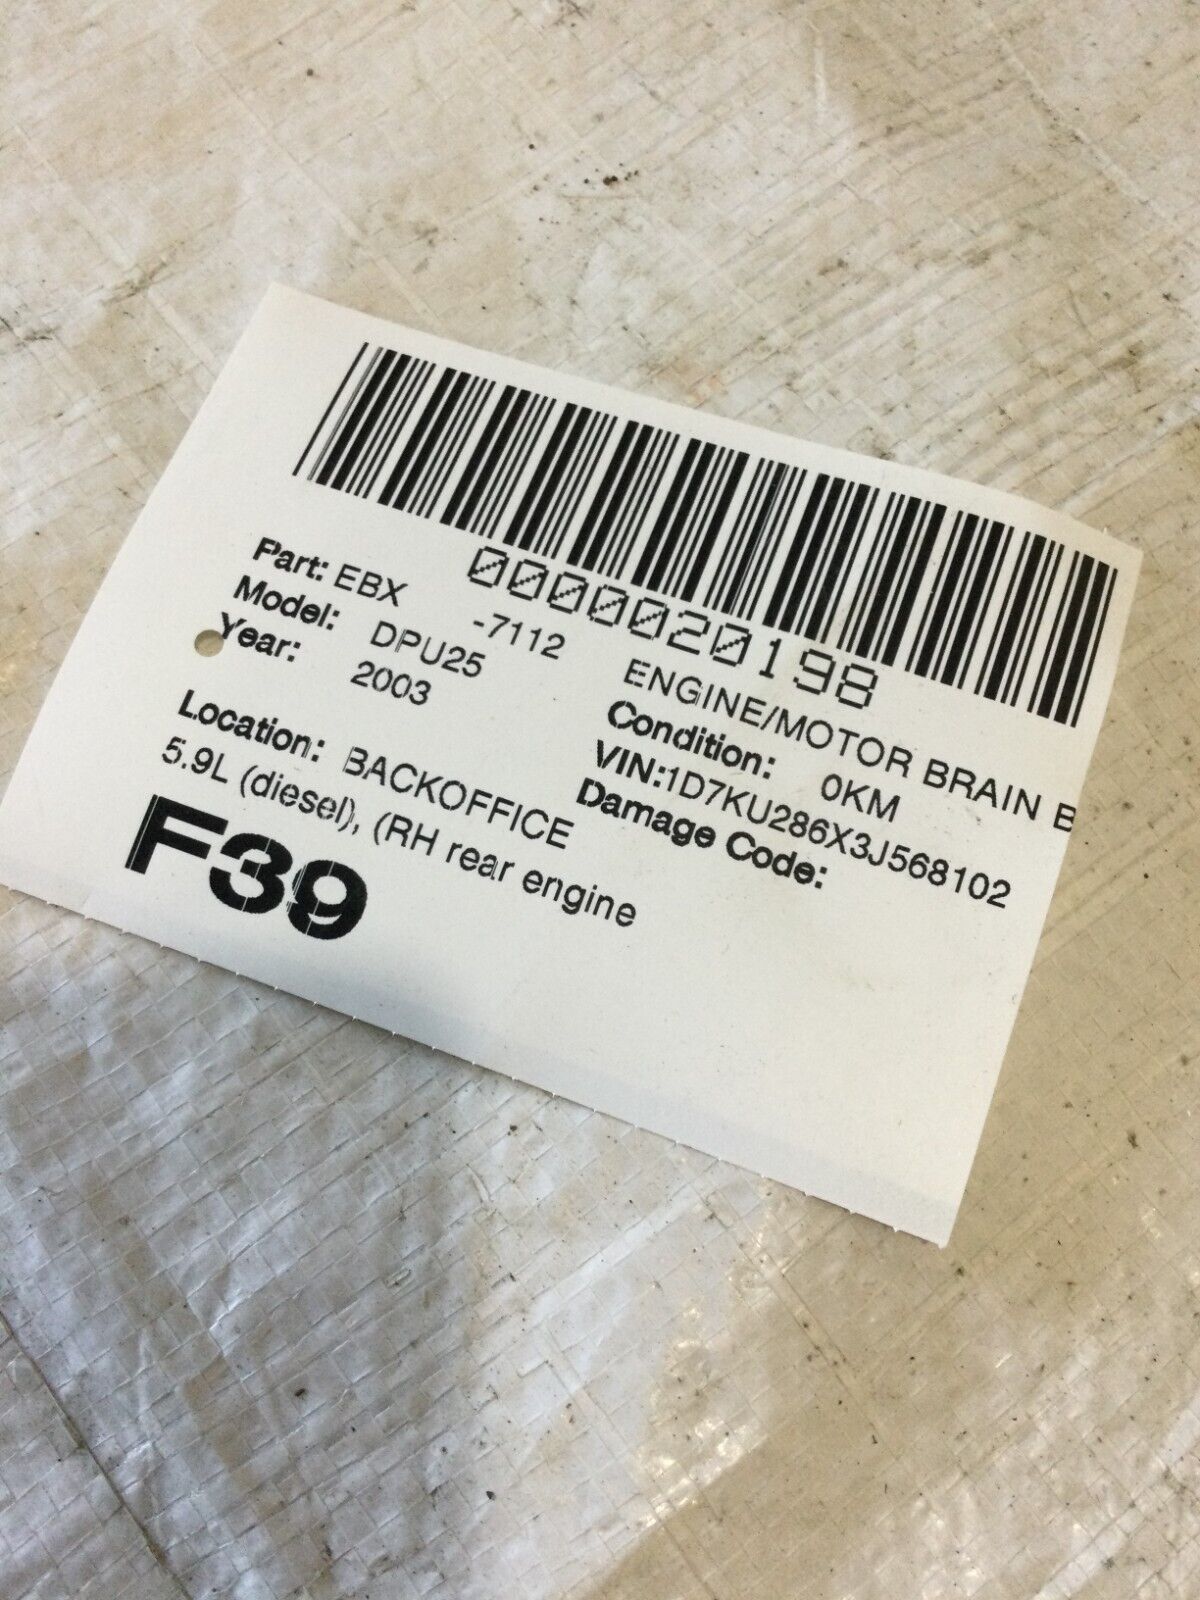 0000020198
Part: EBX -7112 ENGINE/MOTOR BRAIN B
Model: DPU25 Condition: 0KM
Year: 2003 VIN:1D7KU286X3J568102
Damage Code:
Location: BACKOFFICE
5.9L (diesel), (RH rear engine
F39